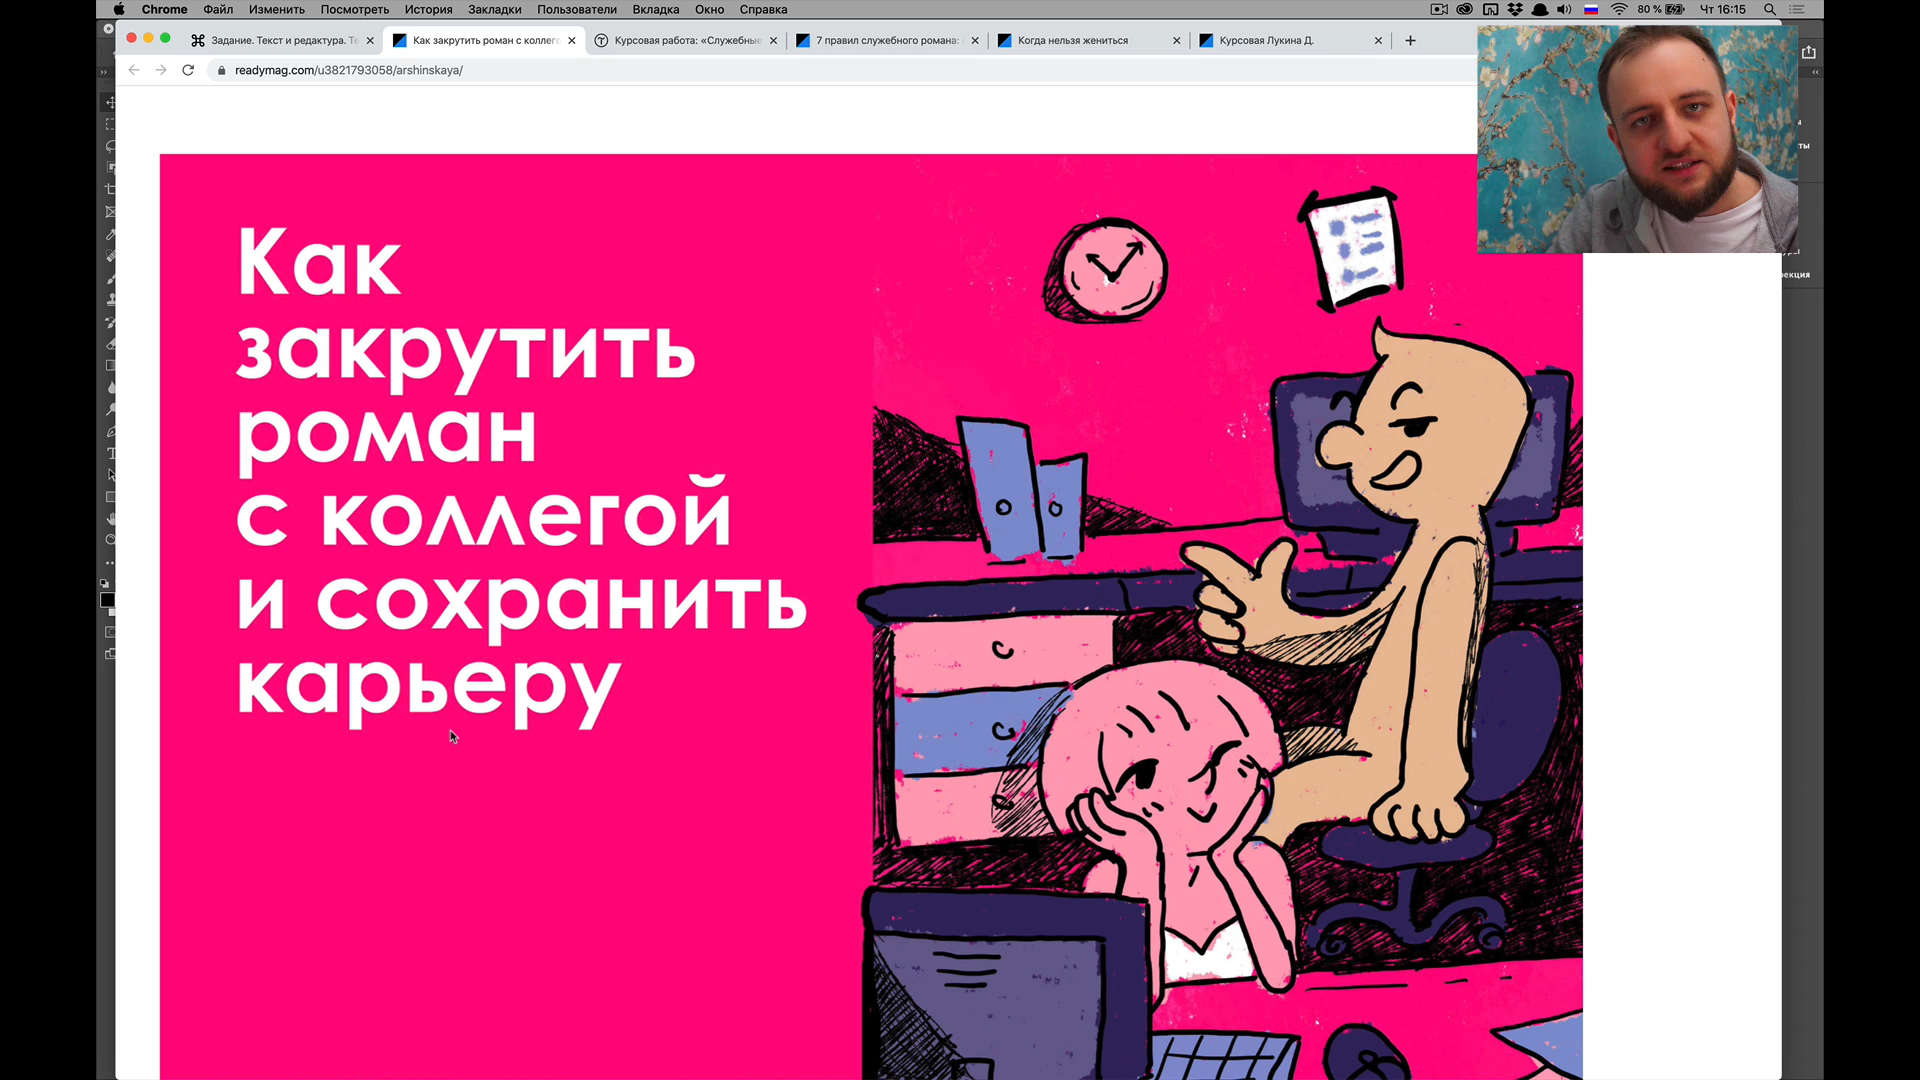 Chrome Файл Изменить Посмотреть История Закладки Пользователи Вкладка Окно Справка 80 % Чт 16:15
Задание. Текст и редактура. Те
Как закрутить роман с коллего
Курсовая работа: «Служебные
7 правил служебного романа:
Когда нельзя жениться
Курсовая Лукина Д.
readymag.com/u3821793058/arshinskaya/
Как
закрутить
роман
с коллегой
и сохранить
карьеру